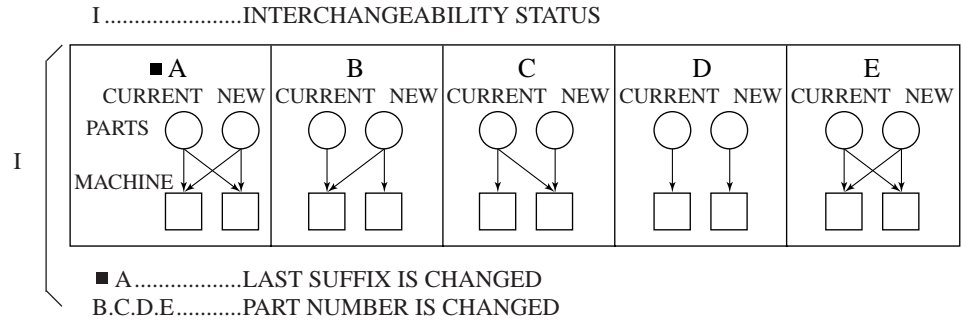 I ......................INTERCHANGEABILITY STATUS
■ A B C D E
CURRENT NEW CURRENT NEW CURRENT NEW CURRENT NEW CURRENT NEW
PARTS
I
MACHINE
■ A..................LAST SUFFIX IS CHANGED
B.C.D.E...........PART NUMBER IS CHANGED